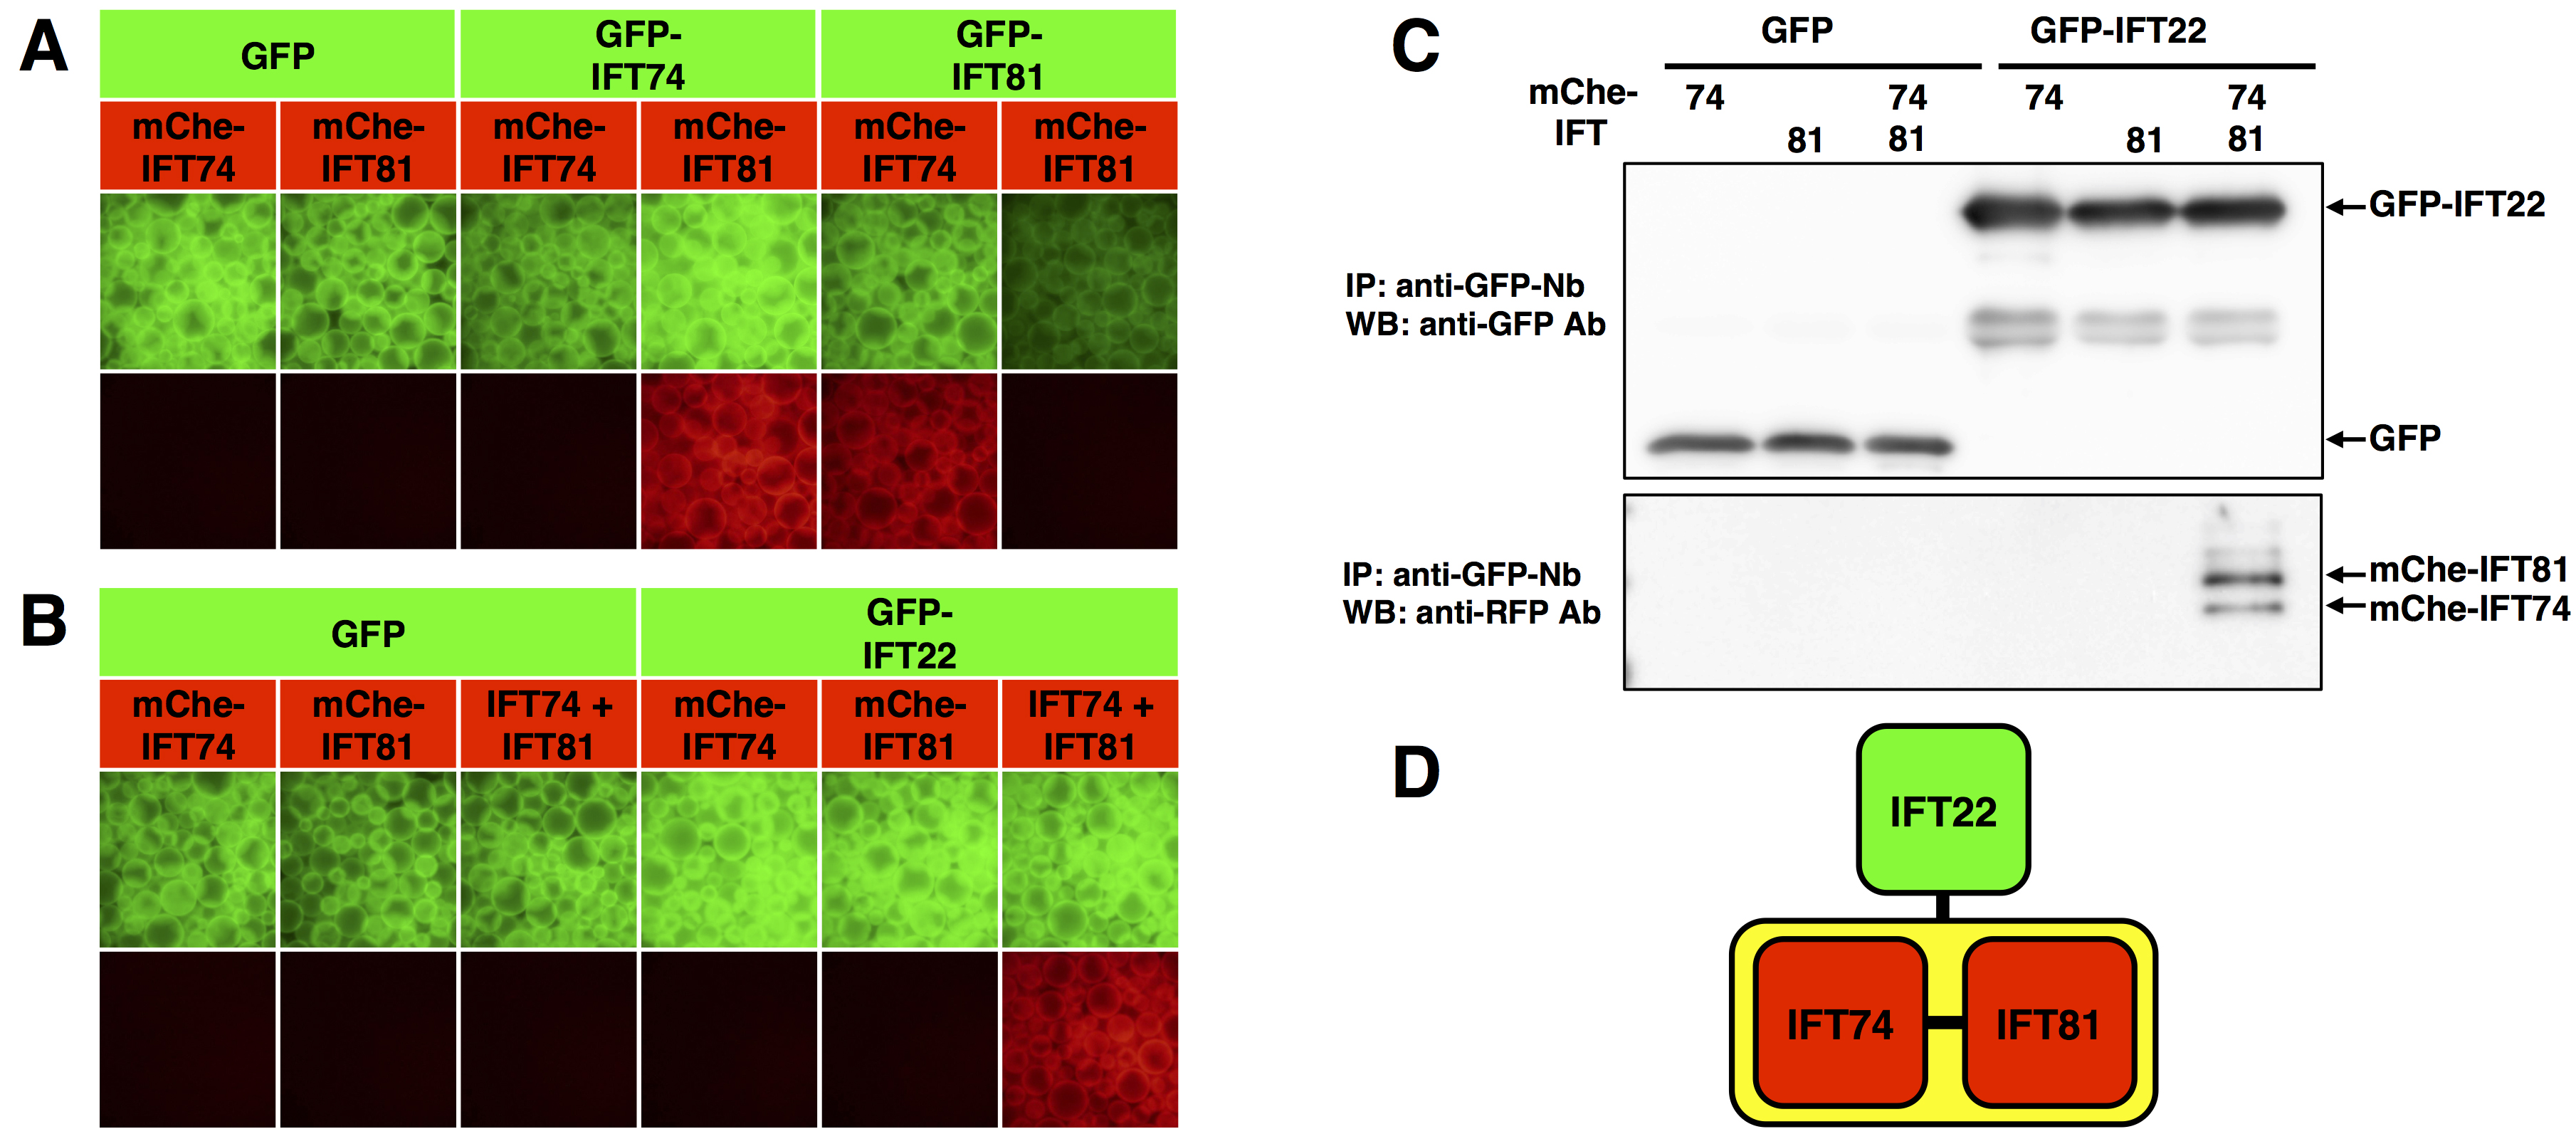 A
GFP
GFP-
IFT74
GFP-
IFT81
mChe-
IFT74
mChe-
IFT81
mChe-
IFT74
mChe-
IFT81
mChe-
IFT74
mChe-
IFT81
B
GFP
GFP-
IFT22
mChe-
IFT74
mChe-
IFT81
IFT74 +
IFT81
mChe-
IFT74
mChe-
IFT81
IFT74 +
IFT81
C
GFP
GFP-IFT22
mChe-
IFT
74
81
74
81
74
81
74
81
IP: anti-GFP-Nb
WB: anti-GFP Ab
GFP-IFT22
GFP
IP: anti-GFP-Nb
WB: anti-RFP Ab
mChe-IFT81
mChe-IFT74
D
IFT22
IFT74
IFT81